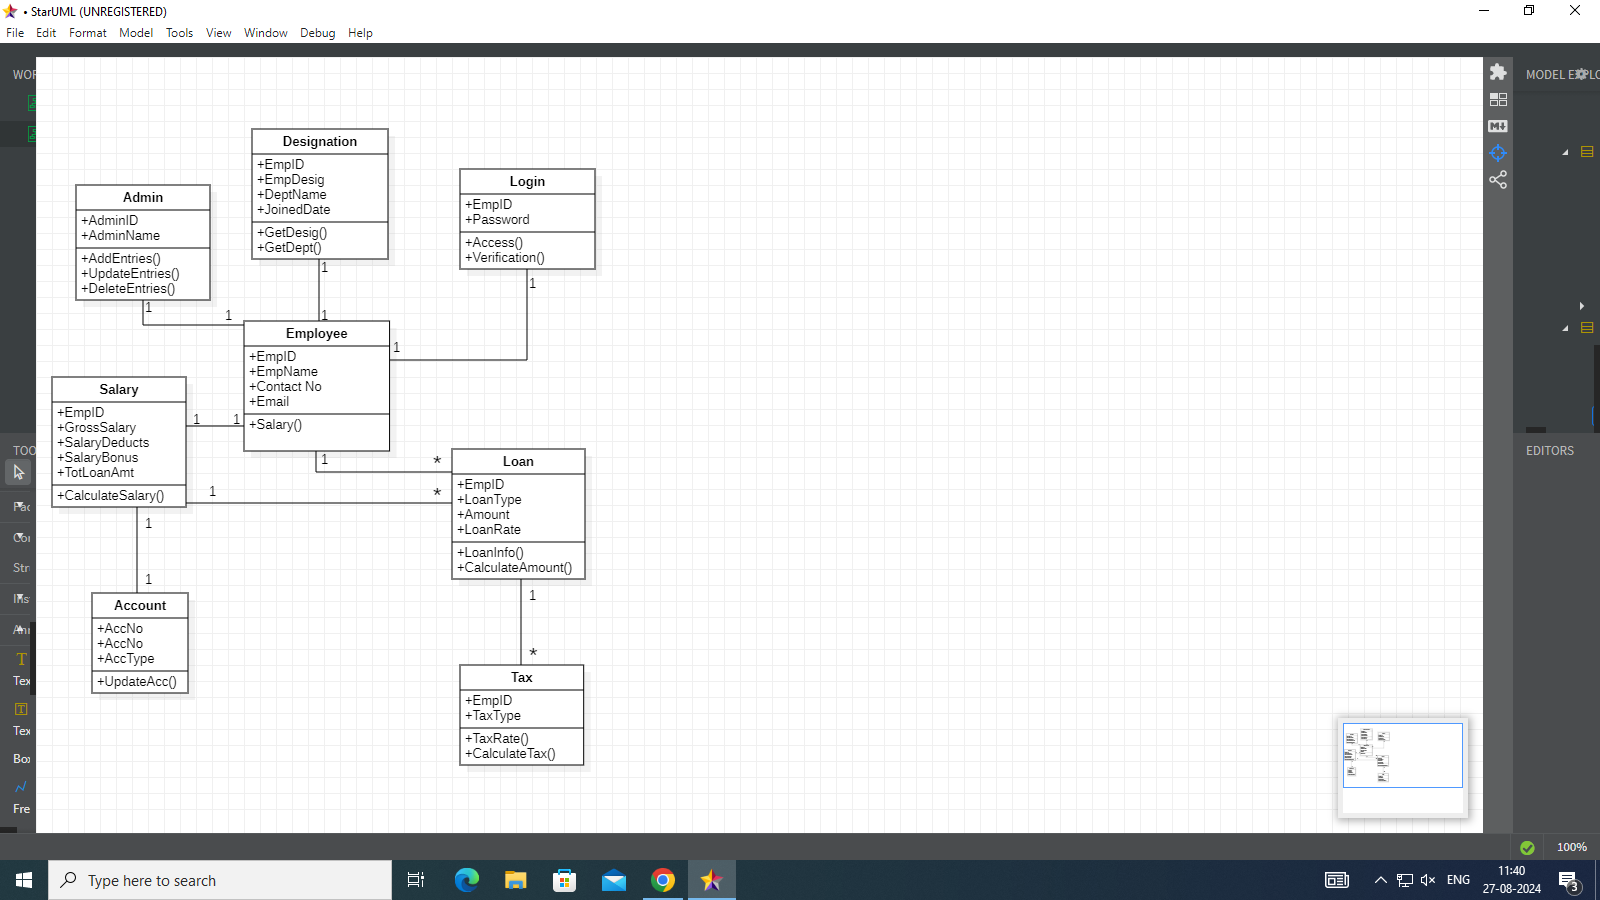 • StarUML (UNREGISTERED)
File Edit Format Model Tools View Window Debug Help
WOR
MODEL EXPLO
Designation
+EmpID
+EmpDesig
+DeptName
+JoinedDate
+GetDesig()
+GetDept()
1
1
Login
+EmpID
+Password
+Access()
+Verification()
1
1
Admin
+AdminID
+AdminName
+AddEntries()
+UpdateEntries()
+DeleteEntries()
1
1
Employee
+EmpID
+EmpName
+Contact No
+Email
+Salary()
1
*
Salary
+EmpID
+GrossSalary
+SalaryDeducts
+SalaryBonus
+TotLoanAmt
+CalculateSalary()
1
1
1
*
1
1
Loan
+EmpID
+LoanType
+Amount
+LoanRate
+LoanInfo()
+CalculateAmount()
1
*
Account
+AccNo
+AccNo
+AccType
+UpdateAcc()
Tax
+EmpID
+TaxType
+TaxRate()
+CalculateTax()
TOO
Pac
Cor
Str
Ins
Ann
T
Tex
T
Tex
Box
Fre
EDITORS
M
100%
Type here to search
ENG
11:40
27-08-2024
3